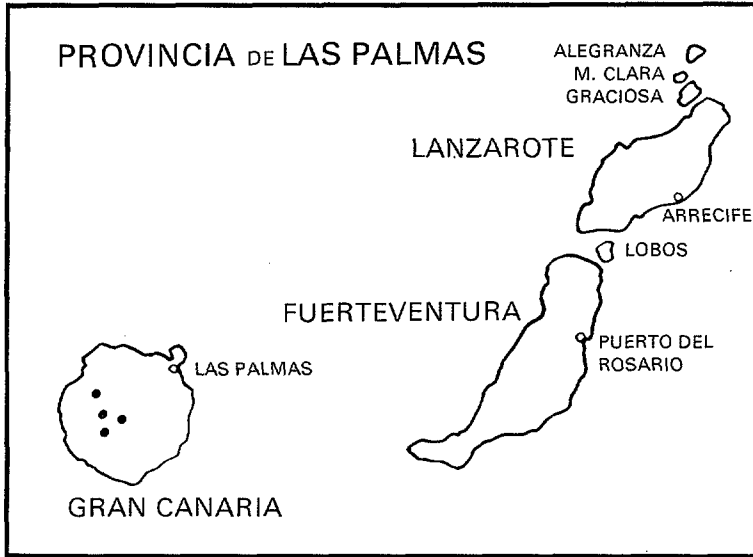 PROVINCIA DE LAS PALMAS
ALEGRANZA
M. CLARA
GRACIOSA
LANZAROTE
ARRECIFE
LOBOS
FUERTEVENTURA
PUERTO DEL
ROSARIO
LAS PALMAS
GRAN CANARIA